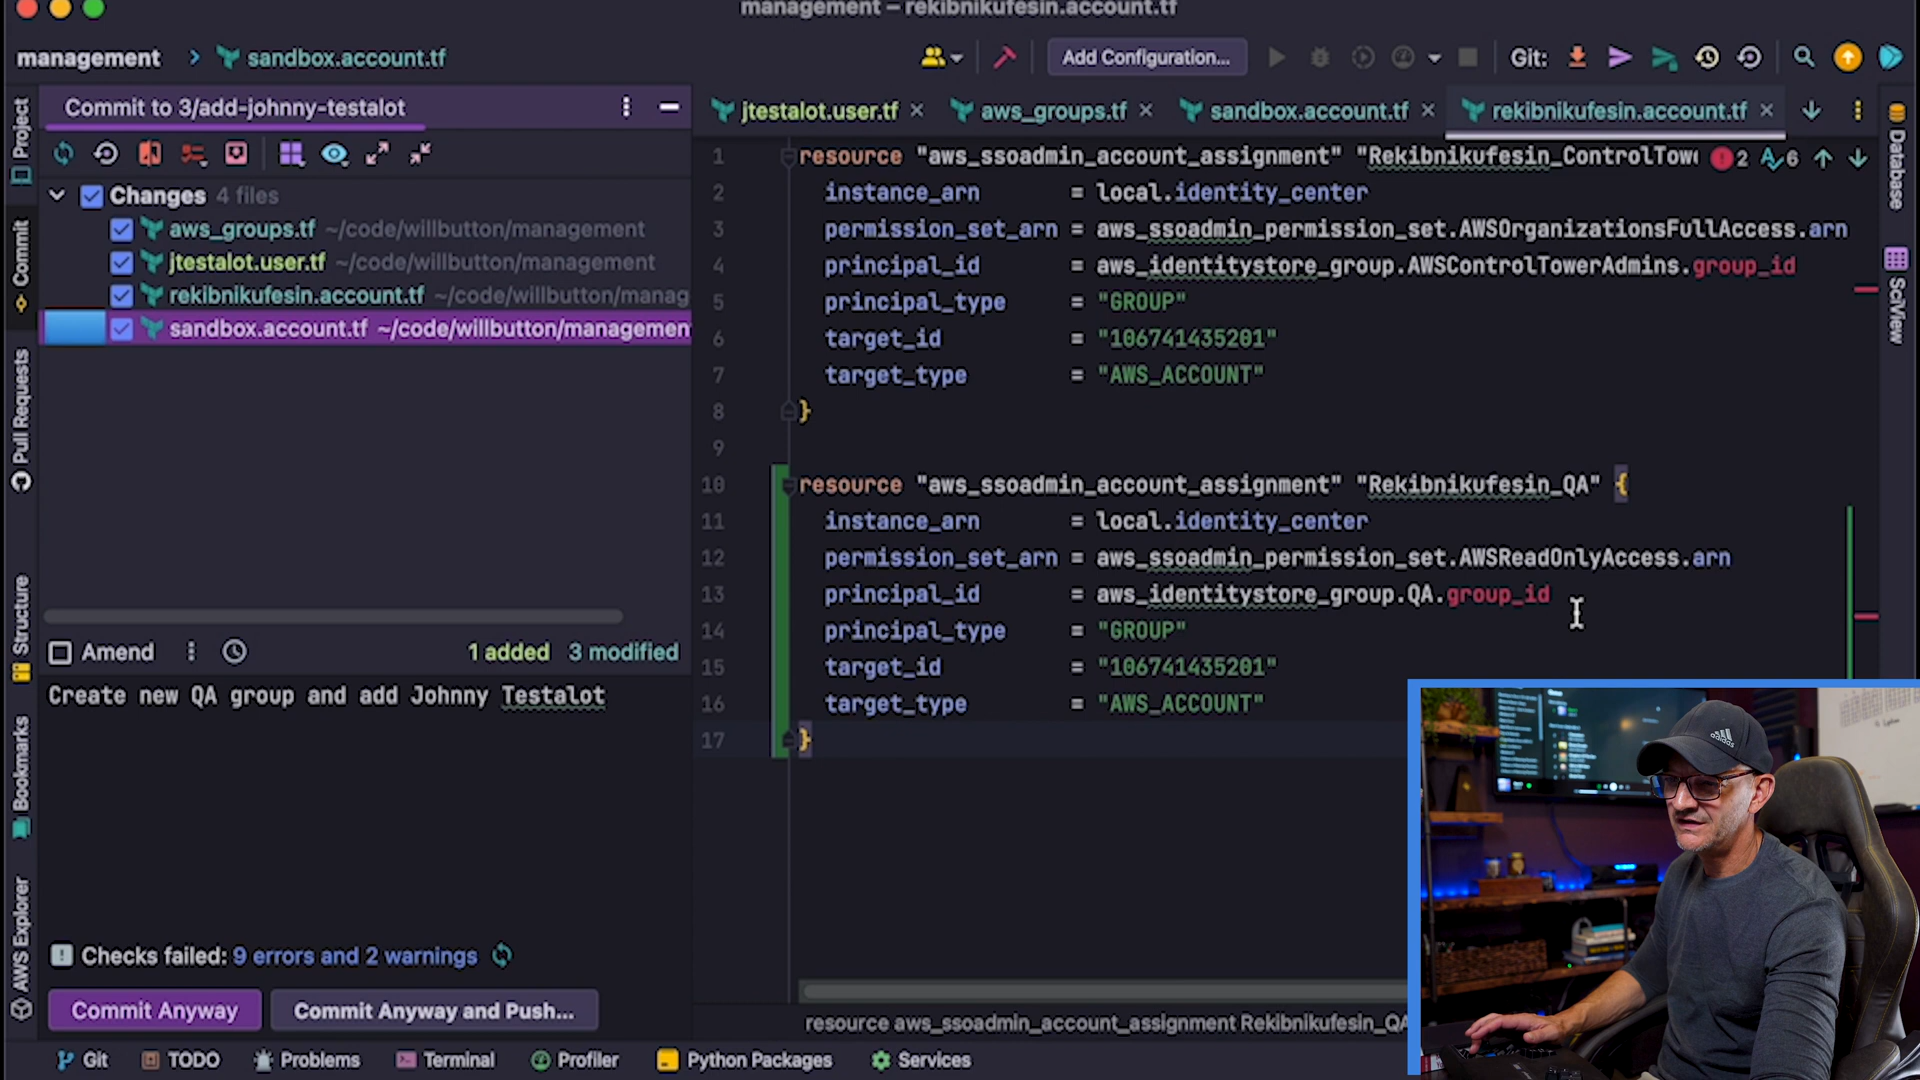 management – rekibnikufesin.account.tf
management > sandbox.account.tf
Add Configuration...
Git:
Commit to 3/add-johnny-testalot
jtestalot.user.tf
aws_groups.tf
sandbox.account.tf
rekibnikufesin.account.tf
Project
Commit
Pull Requests
Structure
Bookmarks
AWS Explorer
Changes 4 files
aws_groups.tf ~/code/willbutton/management
jtestalot.user.tf ~/code/willbutton/management
rekibnikufesin.account.tf ~/code/willbutton/manag
sandbox.account.tf ~/code/willbutton/managemen
Amend
1 added 3 modified
Create new QA group and add Johnny Testalot
Checks failed: 9 errors and 2 warnings
Commit Anyway
Commit Anyway and Push...
2 6
1 resource "aws_ssoadmin_account_assignment" "Rekibnikufesin_ControlTow
2 instance_arn = local.identity_center
3 permission_set_arn = aws_ssoadmin_permission_set.AWSOrganizationsFullAccess.arn
4 principal_id = aws_identitystore_group.AWSControlTowerAdmins.group_id
5 principal_type = "GROUP"
6 target_id = "106741435201"
7 target_type = "AWS_ACCOUNT"
8 }
9
10 resource "aws_ssoadmin_account_assignment" "Rekibnikufesin_QA" {
11 instance_arn = local.identity_center
12 permission_set_arn = aws_ssoadmin_permission_set.AWSReadOnlyAccess.arn
13 principal_id = aws_identitystore_group.QA.group_id
14 principal_type = "GROUP"
15 target_id = "106741435201"
16 target_type = "AWS_ACCOUNT"
17 }
resource aws_ssoadmin_account_assignment Rekibnikufesin_QA
Database
SciView
Git
TODO
Problems
Terminal
Profiler
Python Packages
Services